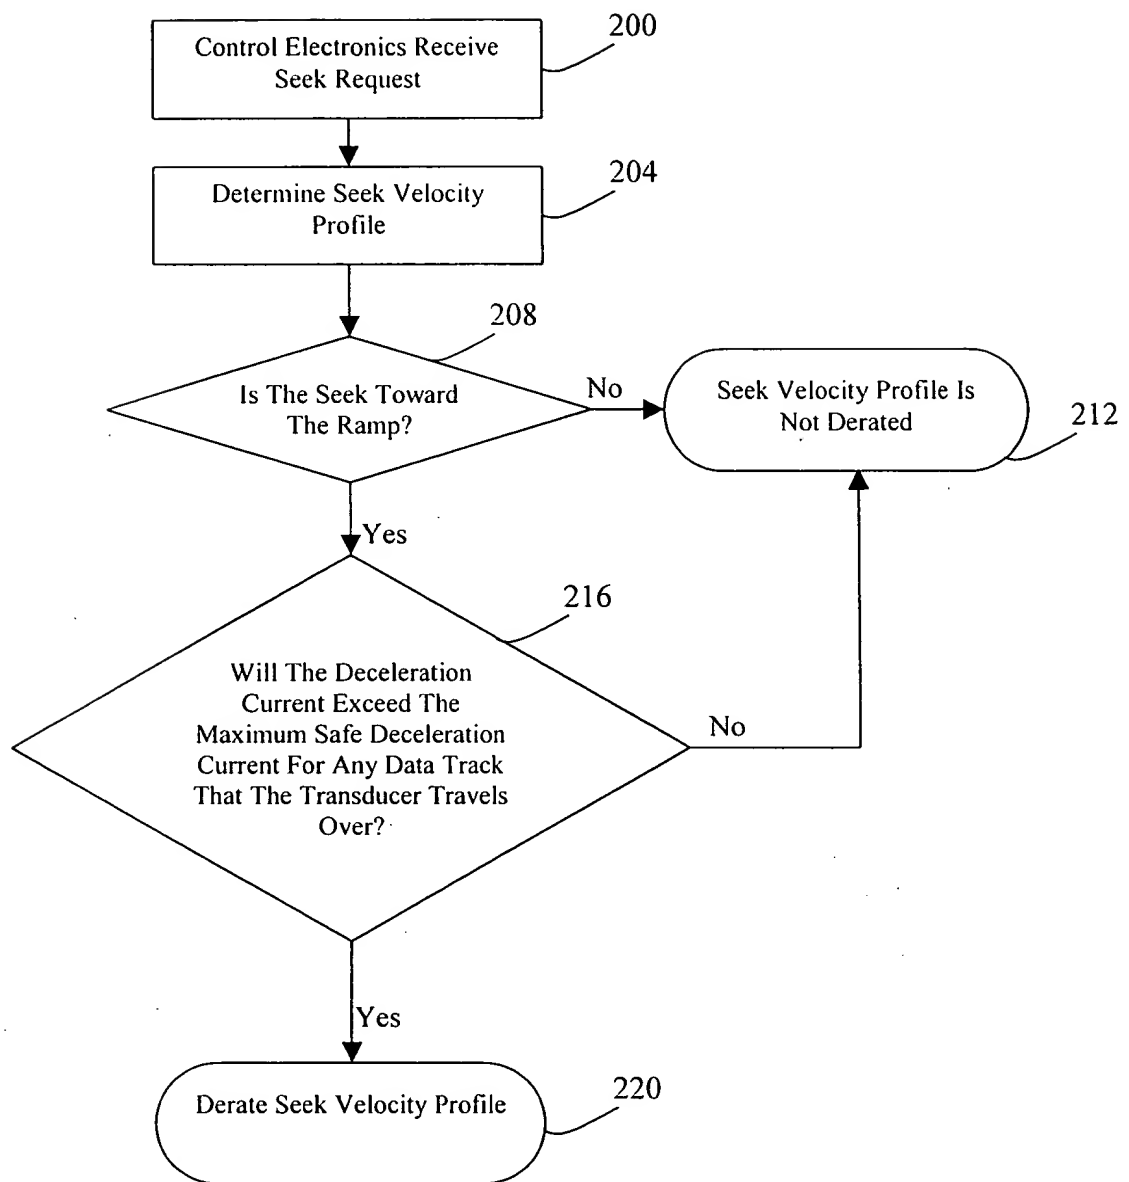 200
Control Electronics Receive
Seek Request
204
Determine Seek Velocity
Profile
208
Is The Seek Toward
The Ramp?
No
Seek Velocity Profile Is
Not Derated
212
Yes
216
Will The Deceleration
Current Exceed The
Maximum Safe Deceleration
Current For Any Data Track
That The Transducer Travels
Over?
No
Yes
Derate Seek Velocity Profile
220